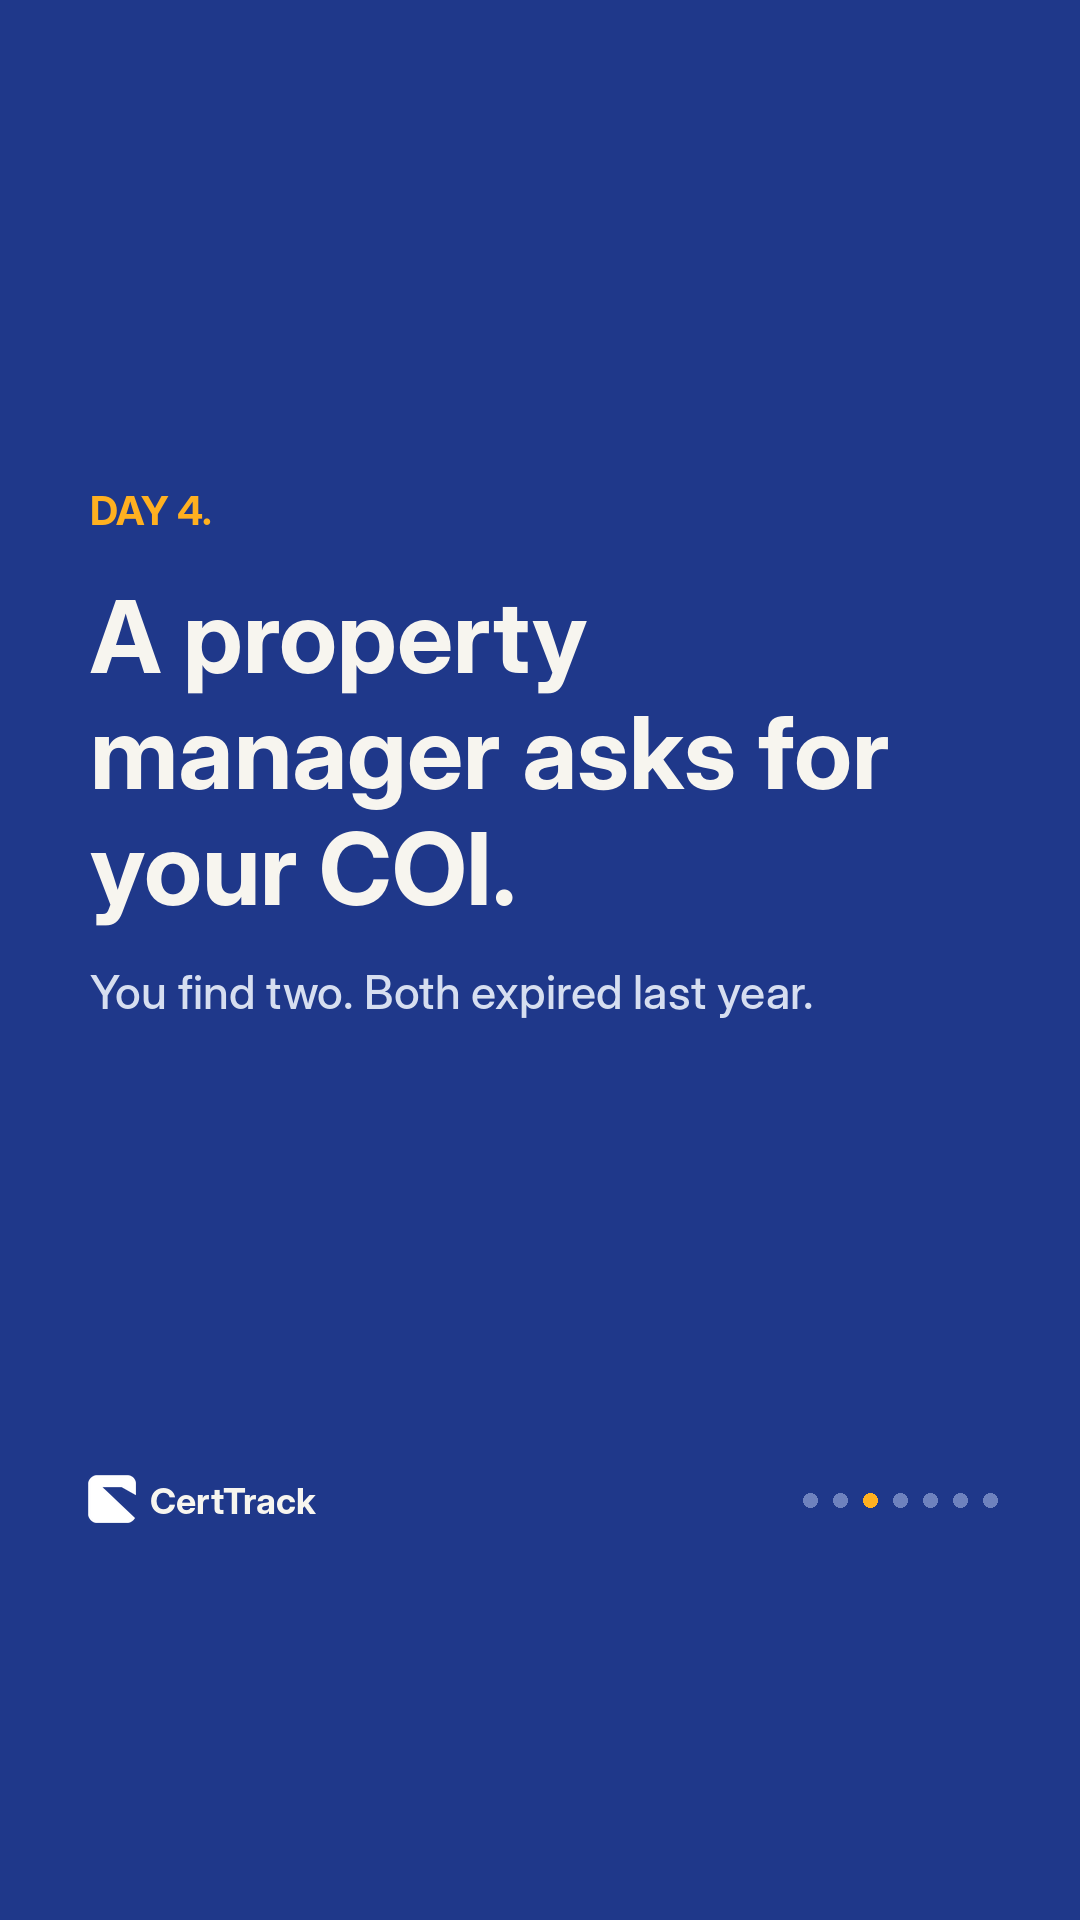 DAY 4.
A property
manager asks for
your COI.
You find two. Both expired last year.
CertTrack